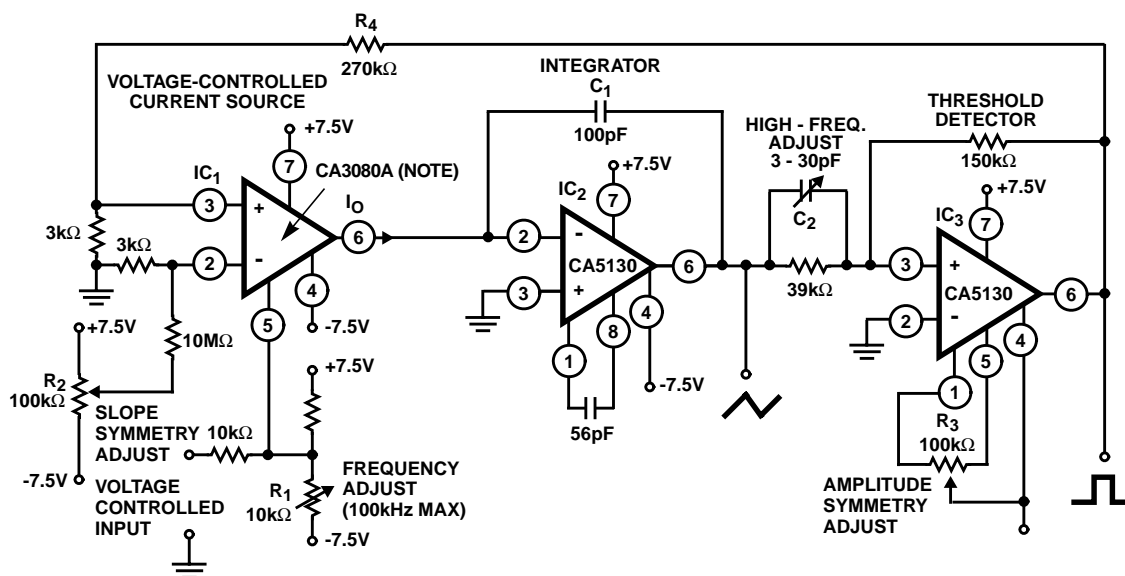 R4
270kΩ
VOLTAGE-CONTROLLED
CURRENT SOURCE
+7.5V
7
IC1
CA3080A (NOTE)
3
+
3kΩ
3kΩ
2
-
IO
6
4
-7.5V
5
10MΩ
+7.5V
R2
100kΩ
-7.5V
SLOPE
SYMMETRY
ADJUST
10kΩ
VOLTAGE
CONTROLLED
INPUT
+7.5V
R1
10kΩ
FREQUENCY
ADJUST
(100kHz MAX)
-7.5V
INTEGRATOR
C1
100pF
+7.5V
IC2
7
2
-
CA5130
6
3
+
4
8
1
-7.5V
56pF
HIGH - FREQ.
ADJUST
3 - 30pF
C2
39kΩ
THRESHOLD
DETECTOR
150kΩ
+7.5V
IC3
7
3
+
CA5130
6
2
-
4
5
1
R3
100kΩ
AMPLITUDE
SYMMETRY
ADJUST